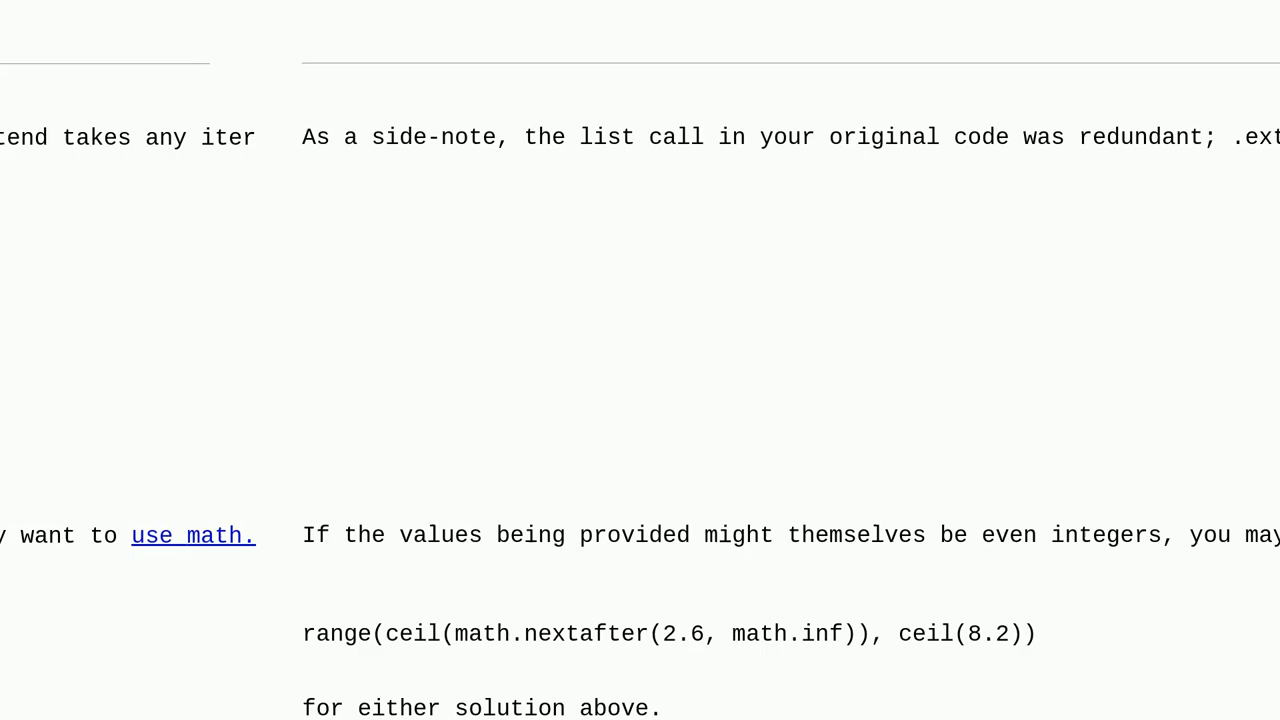 tend takes any iter
As a side-note, the list call in your original code was redundant; .ext
y want to use math.
If the values being provided might themselves be even integers, you may
range(ceil(math.nextafter(2.6, math.inf)), ceil(8.2))
for either solution above.